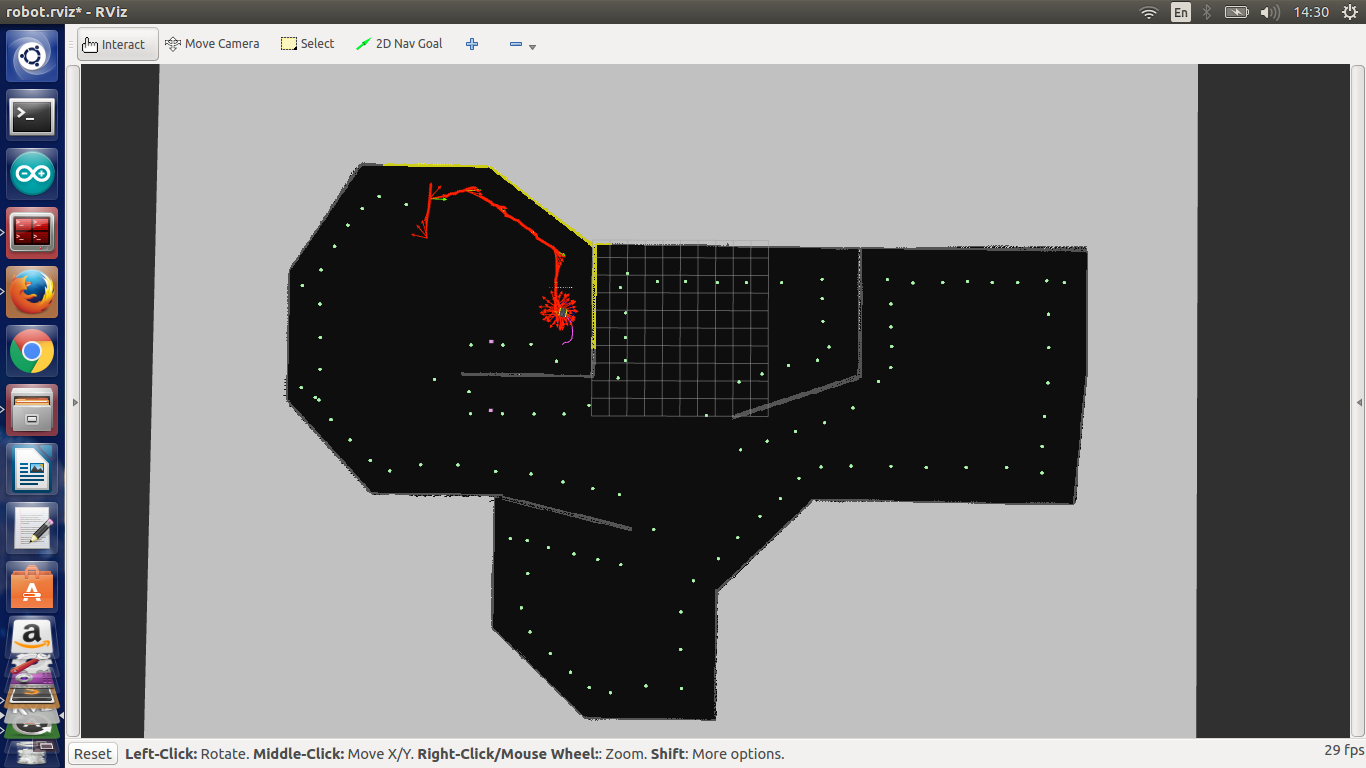 robot.rviz* - RViz
En
14:30
Interact
Move Camera
Select
2D Nav Goal
Reset
Left-Click: Rotate. Middle-Click: Move X/Y. Right-Click/Mouse Wheel:: Zoom. Shift: More options.
29 fps